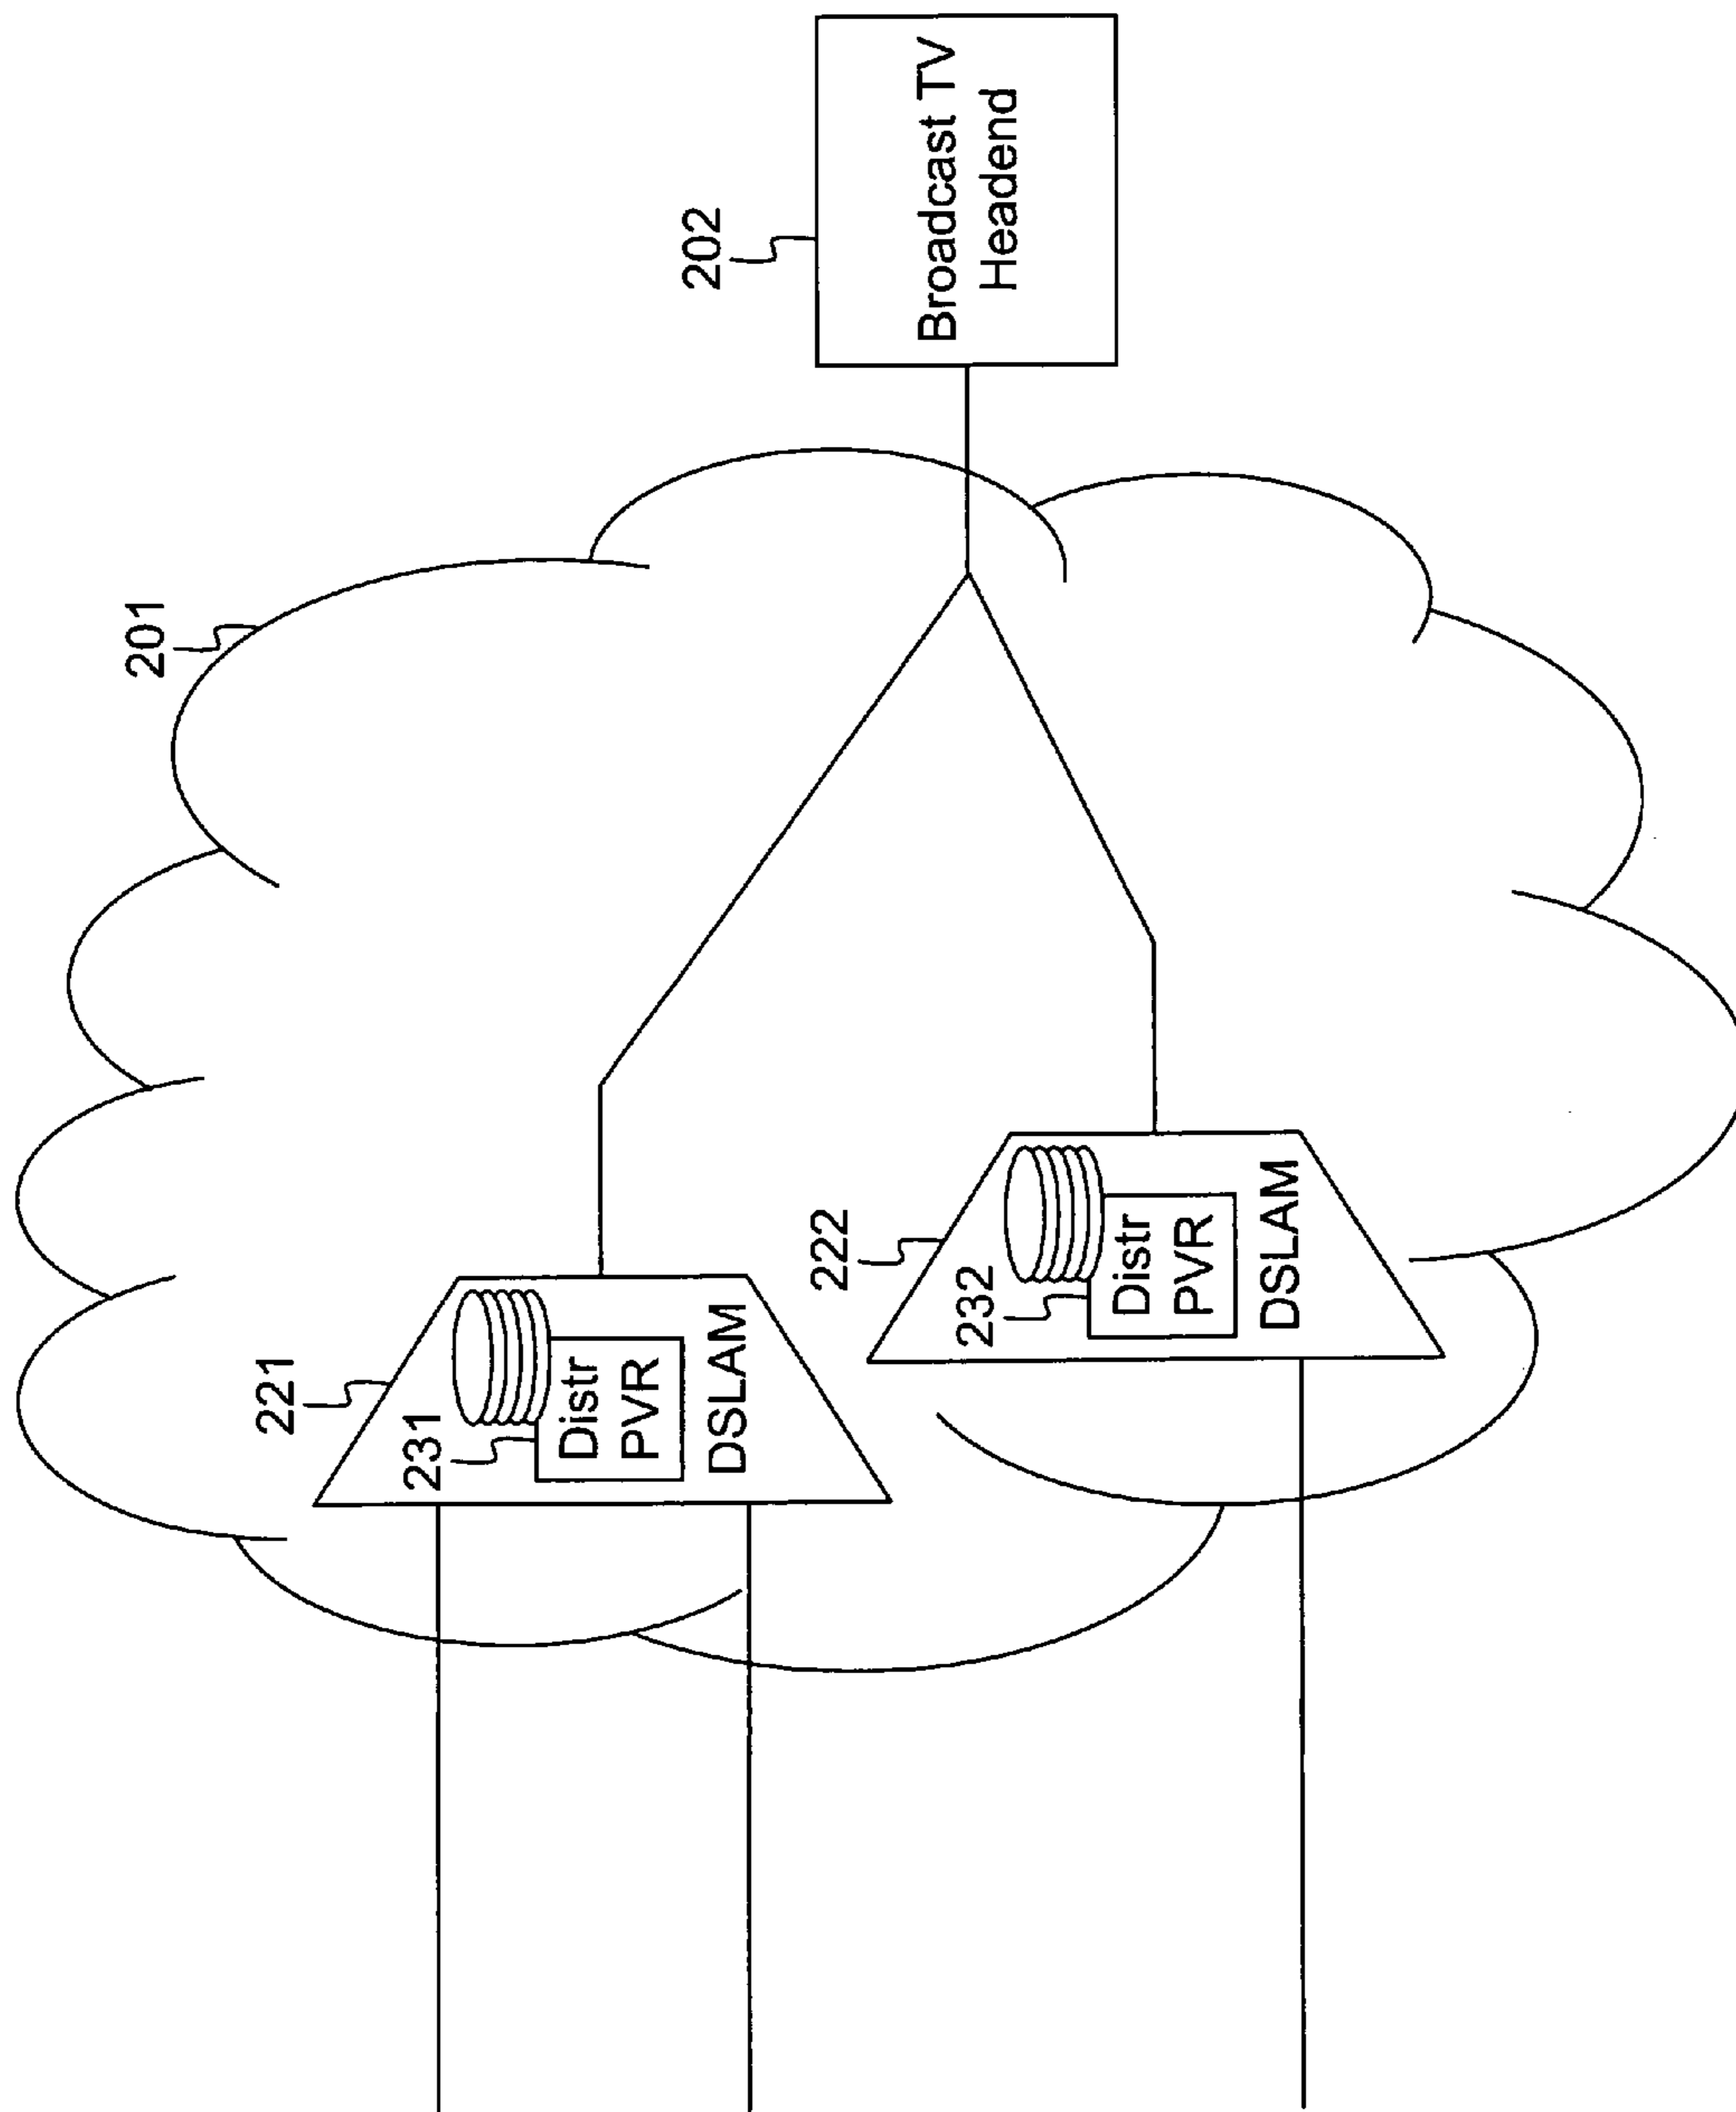 201
202
Broadcast TV
Headend
221
231
Distr
PVR
DSLAM
222
232
Distr
PVR
DSLAM